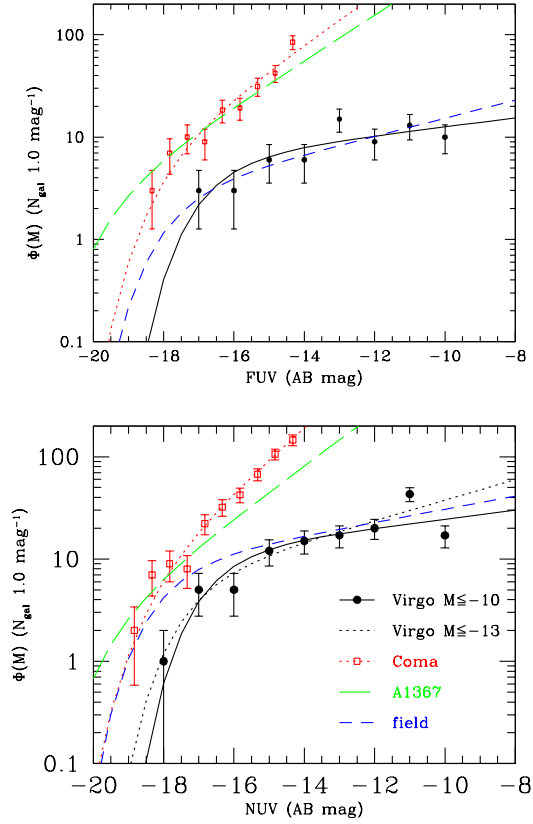 100
10
1
0.1
Φ(M) (N_gal 1.0 mag⁻¹)
−20 −18 −16 −14 −12 −10 −8
FUV (AB mag)
100
10
1
0.1
Φ(M) (N_gal 1.0 mag⁻¹)
Virgo M≦−10
Virgo M≦−13
Coma
A1367
field
−20 −18 −16 −14 −12 −10 −8
NUV (AB mag)